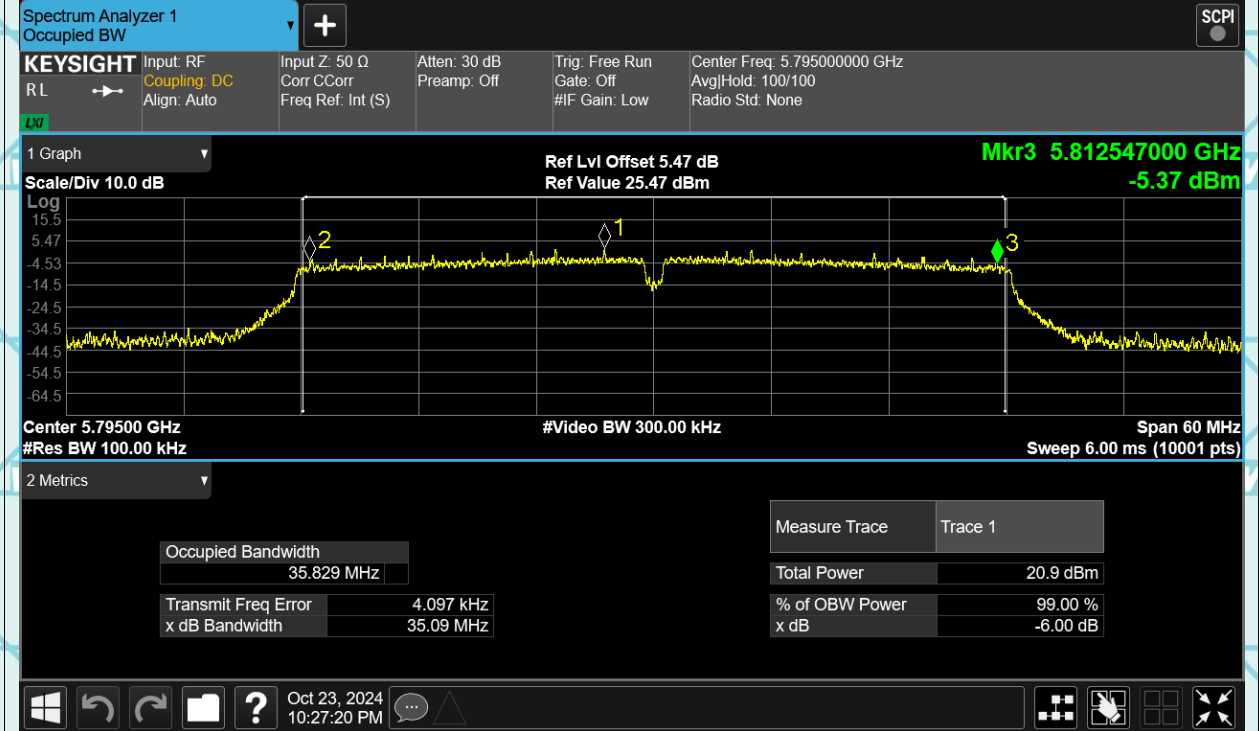 Spectrum Analyzer 1
Occupied BW
SCPI
KEYSIGHT
R L
LXI
Input: RF
Coupling: DC
Align: Auto
Input Z: 50 Ω
Corr CCorr
Freq Ref: Int (S)
Atten: 30 dB
Preamp: Off
Trig: Free Run
Gate: Off
#IF Gain: Low
Center Freq: 5.795000000 GHz
Avg|Hold: 100/100
Radio Std: None
1 Graph
Scale/Div 10.0 dB
Ref Lvl Offset 5.47 dB
Ref Value 25.47 dBm
Mkr3 5.812547000 GHz
-5.37 dBm
Log
15.5
5.47
-4.53
-14.5
-24.5
-34.5
-44.5
-54.5
-64.5
2
1
3
Center 5.79500 GHz
#Video BW 300.00 kHz
Span 60 MHz
#Res BW 100.00 kHz
Sweep 6.00 ms (10001 pts)
2 Metrics
Measure Trace Trace 1
Occupied Bandwidth
35.829 MHz
Total Power 20.9 dBm
Transmit Freq Error 4.097 kHz
% of OBW Power 99.00 %
x dB Bandwidth 35.09 MHz
x dB -6.00 dB
?
Oct 23, 2024
10:27:20 PM